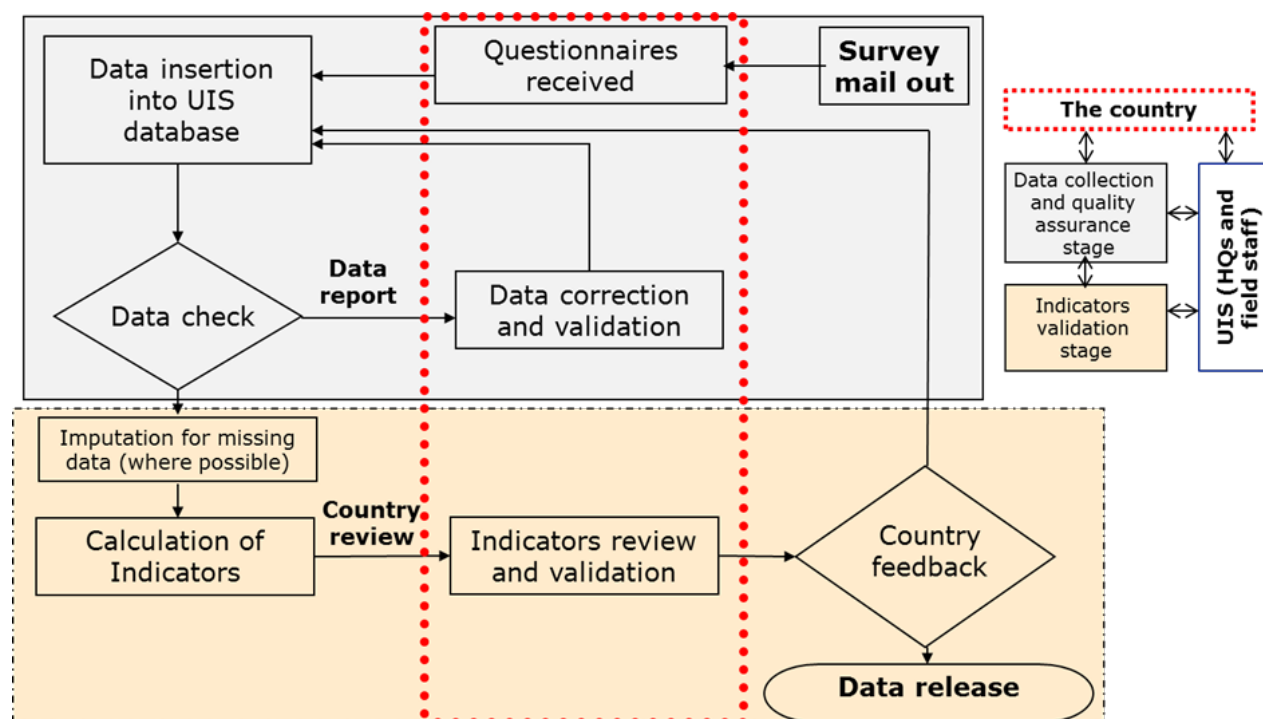 Data insertion
into UIS
database
Questionnaires
received
Survey
mail out
Data check
Data
report
Data correction
and validation
Imputation for missing
data (where possible)
Calculation of
Indicators
Country
review
Indicators review
and validation
Country
feedback
Data release
The country
Data collection
and quality
assurance
stage
Indicators
validation
stage
UIS (HQs and
field staff)